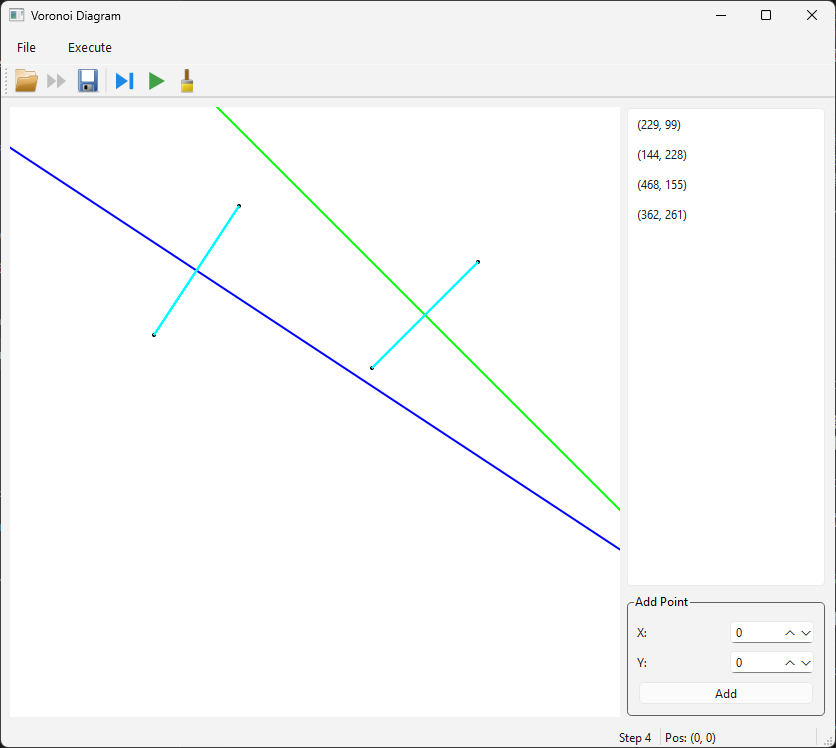 Voronoi Diagram
File Execute
(229, 99)
(144, 228)
(468, 155)
(362, 261)
Add Point
X: 0
Y: 0
Add
Step 4 Pos: (0, 0)